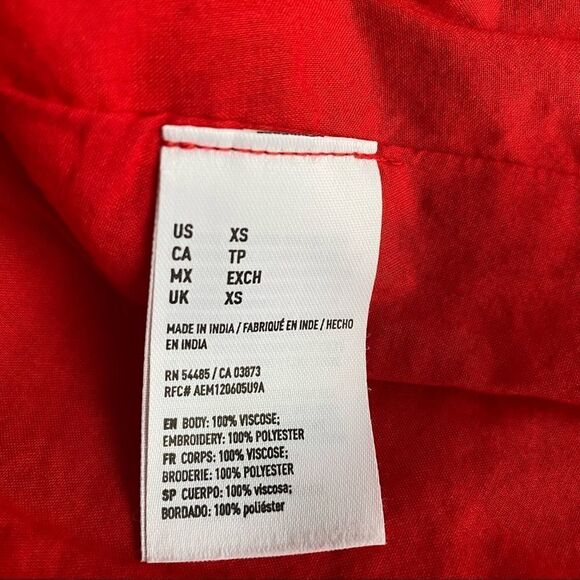 US XS
CA TP
MX EXCH
UK XS
MADE IN INDIA / FABRIQUÉ EN INDE / HECHO
EN INDIA
RN 54485 / CA 03873
RFC# AEM120605U9A
EN BODY: 100% VISCOSE;
EMBROIDERY: 100% POLYESTER
FR CORPS: 100% VISCOSE;
BRODERIE: 100% POLYESTER
SP CUERPO: 100% viscosa;
BORDADO: 100% poliéster